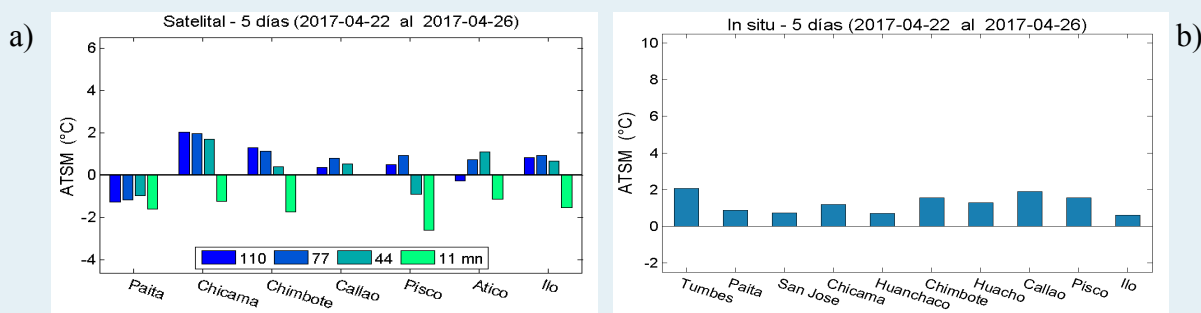 a)
Satelital - 5 días (2017-04-22 al 2017-04-26)
ATSM (°C)
6
4
2
0
-2
-4
110 77 44 11 mn
Paita Chicama Chimbote Callao Pisco Atico Ilo
b)
In situ - 5 días (2017-04-22 al 2017-04-26)
ATSM (°C)
10
8
6
4
2
0
-2
Tumbes Paita San Jose Chicama Huanchaco Chimbote Huacho Callao Pisco Ilo